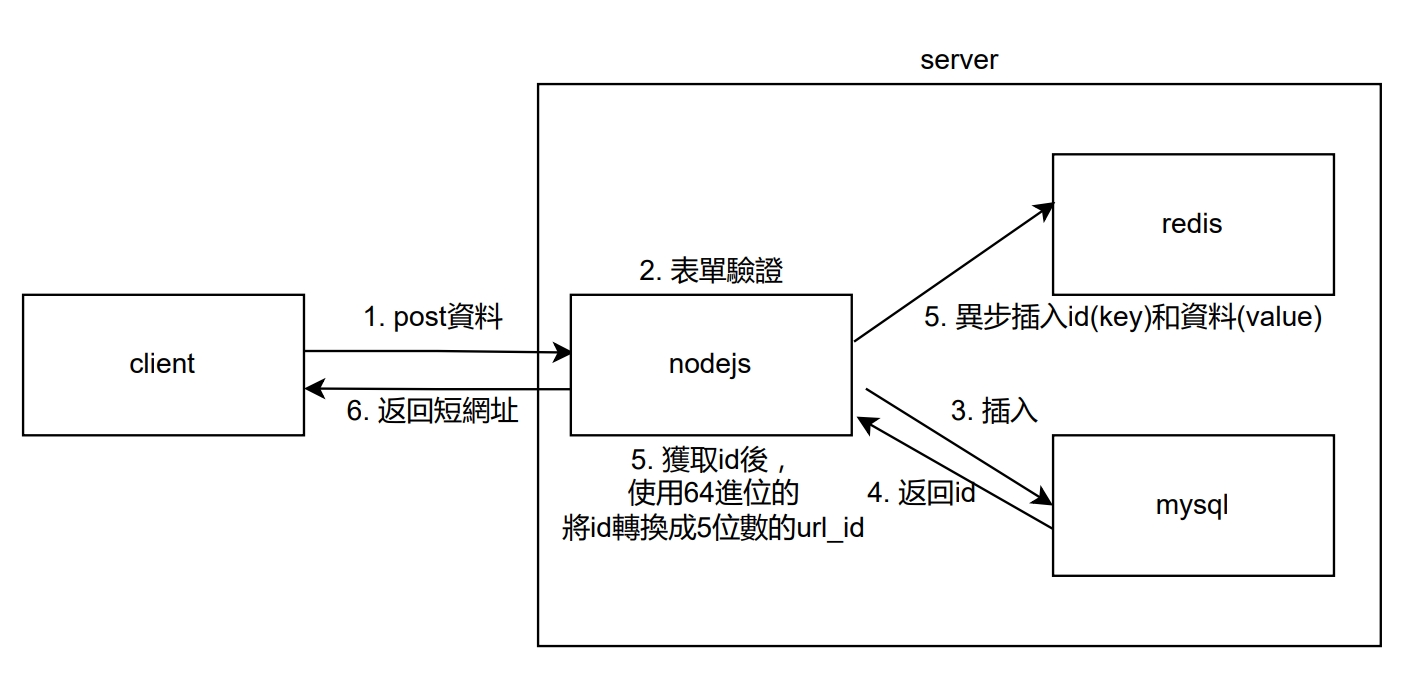 server
redis
2. 表單驗證
1. post資料
5. 異步插入id(key)和資料(value)
client
nodejs
6. 返回短網址
3. 插入
5. 獲取id後，
使用64進位的
將id轉換成5位數的url_id
4. 返回id
mysql